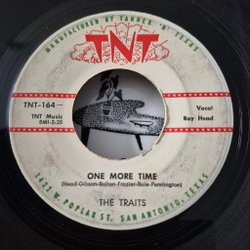 MANUFACTURED BY TANNER 'N' TEXAS
TNT
TNT-164
TNT Music
BMI-2:25
Vocal
Roy Head
ONE MORE TIME
(Head-Gibson-Bolton-Frazier-Buie-Pennington)
THE TRAITS
1422 W. POPLAR ST. SAN ANTONIO, TEXAS